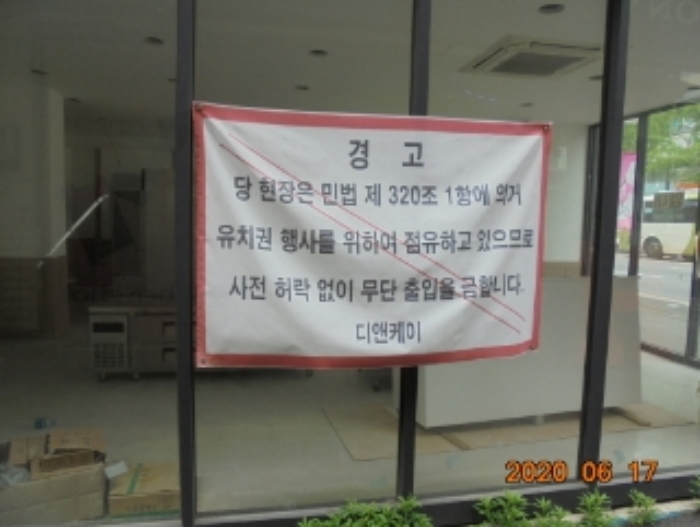 경 고
당 현장은 민법 제 320조 1항에 의거
유치권 행사를 위하여 점유하고 있으므로
사전 허락 없이 무단 출입을 금합니다.
디앤케이
2020 06 17